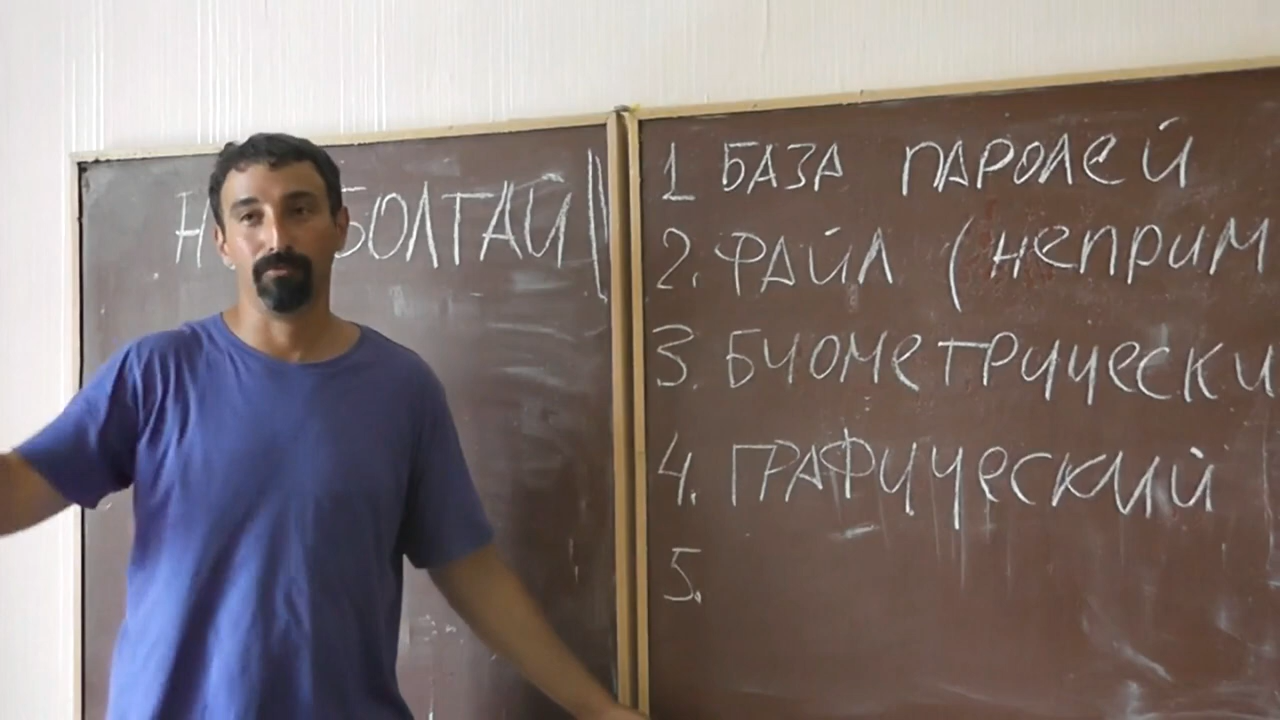 БОЛТАЙ
1 БАЗА ПАРОЛЕЙ
2. ФАЙЛ (неприм
3. БИОМЕТРИЧЕСКИ
4. ГРАФИЧЕСКИЙ
5.